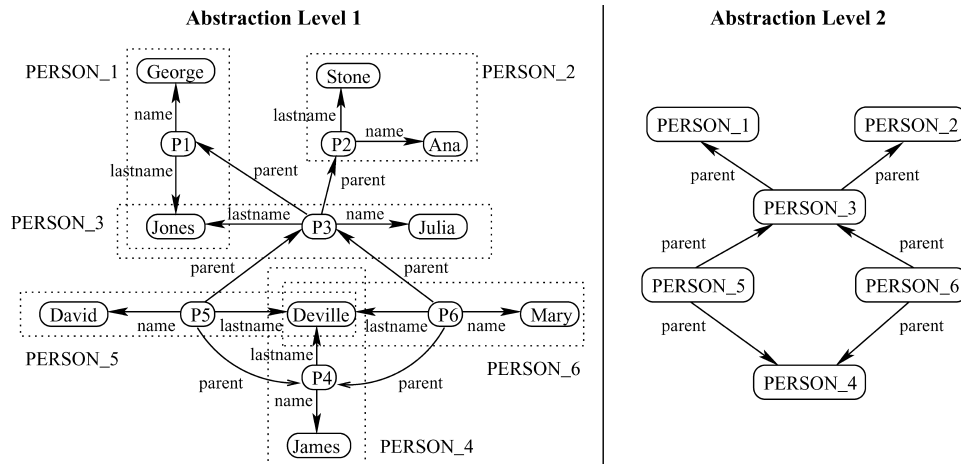 Abstraction Level 1
Abstraction Level 2
PERSON_1
George
Stone
PERSON_2
name
lastname
P1
P2
name
Ana
lastname
parent
parent
PERSON_3
Jones
lastname
P3
name
Julia
parent
parent
David
name
P5
lastname
Deville
lastname
P6
name
Mary
PERSON_5
lastname
PERSON_6
parent
P4
parent
name
James
PERSON_4
PERSON_1
PERSON_2
parent
parent
PERSON_3
parent
parent
PERSON_5
PERSON_6
parent
parent
PERSON_4